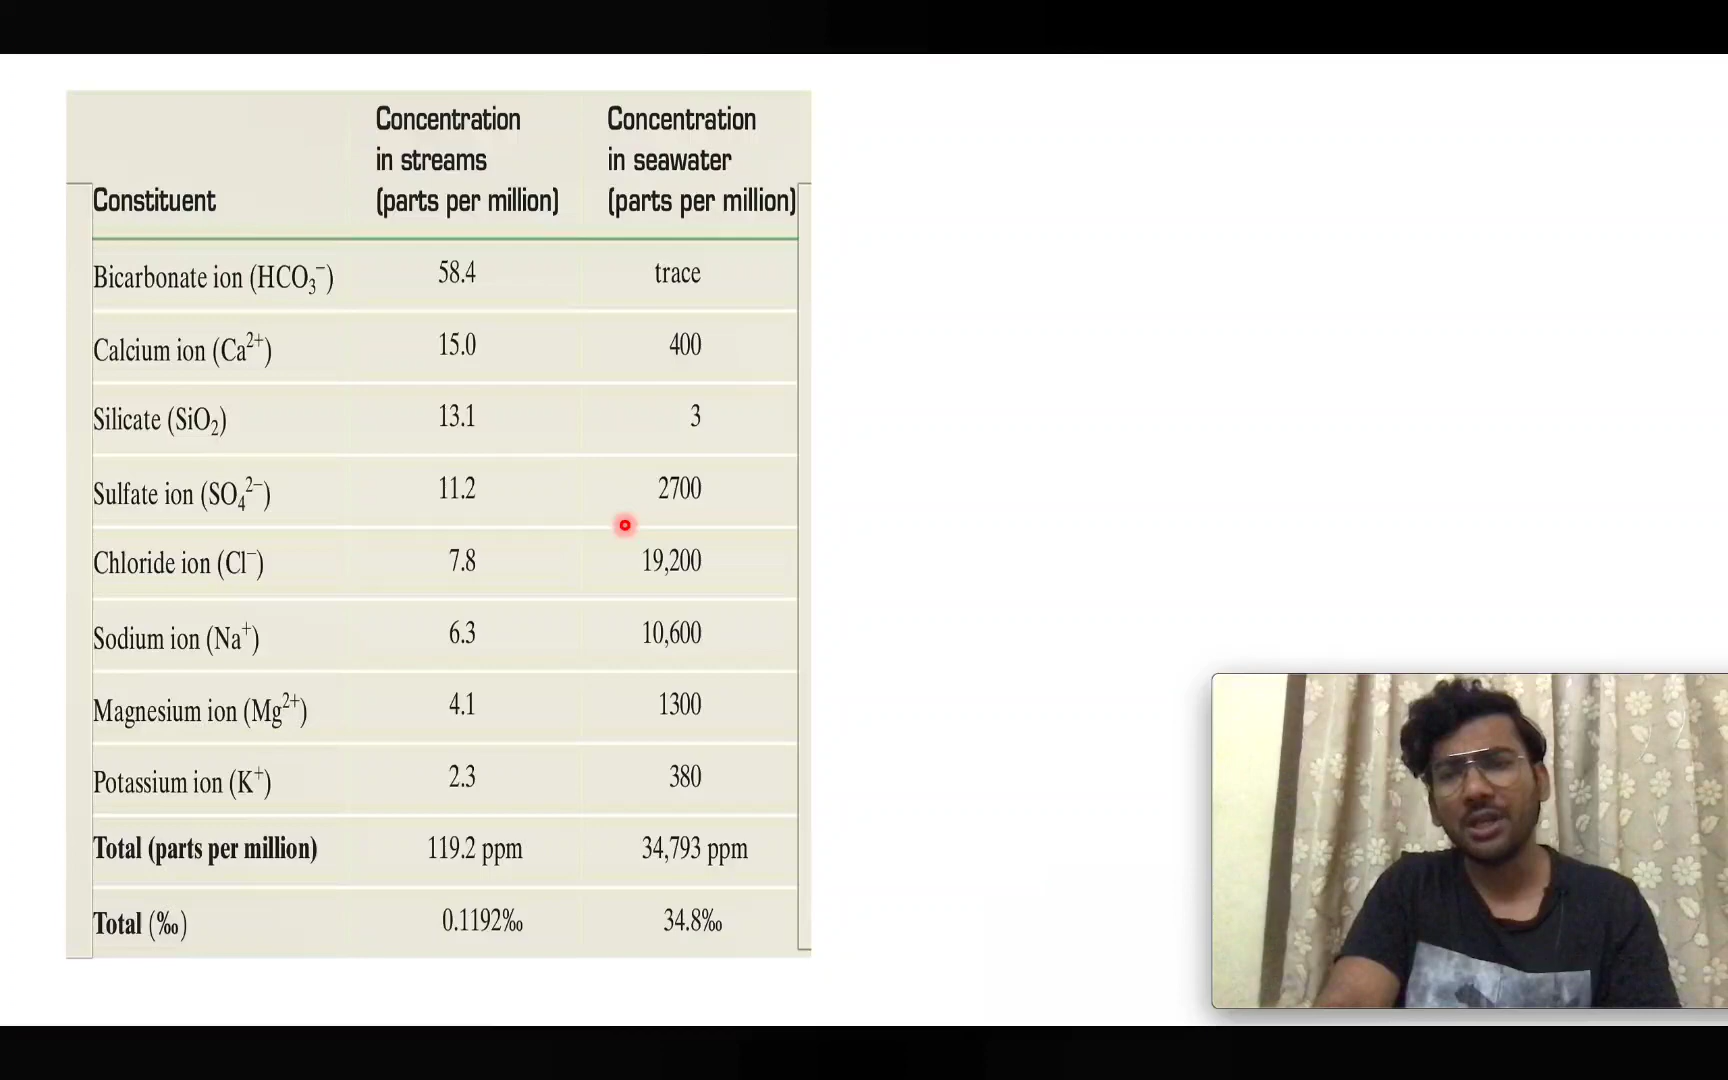 Constituent Concentration in streams (parts per million) Concentration in seawater (parts per million)
Bicarbonate ion (HCO₃⁻) 58.4 trace
Calcium ion (Ca²⁺) 15.0 400
Silicate (SiO₂) 13.1 3
Sulfate ion (SO₄²⁻) 11.2 2700
Chloride ion (Cl⁻) 7.8 19,200
Sodium ion (Na⁺) 6.3 10,600
Magnesium ion (Mg²⁺) 4.1 1300
Potassium ion (K⁺) 2.3 380
Total (parts per million) 119.2 ppm 34,793 ppm
Total (‰) 0.1192‰ 34.8‰